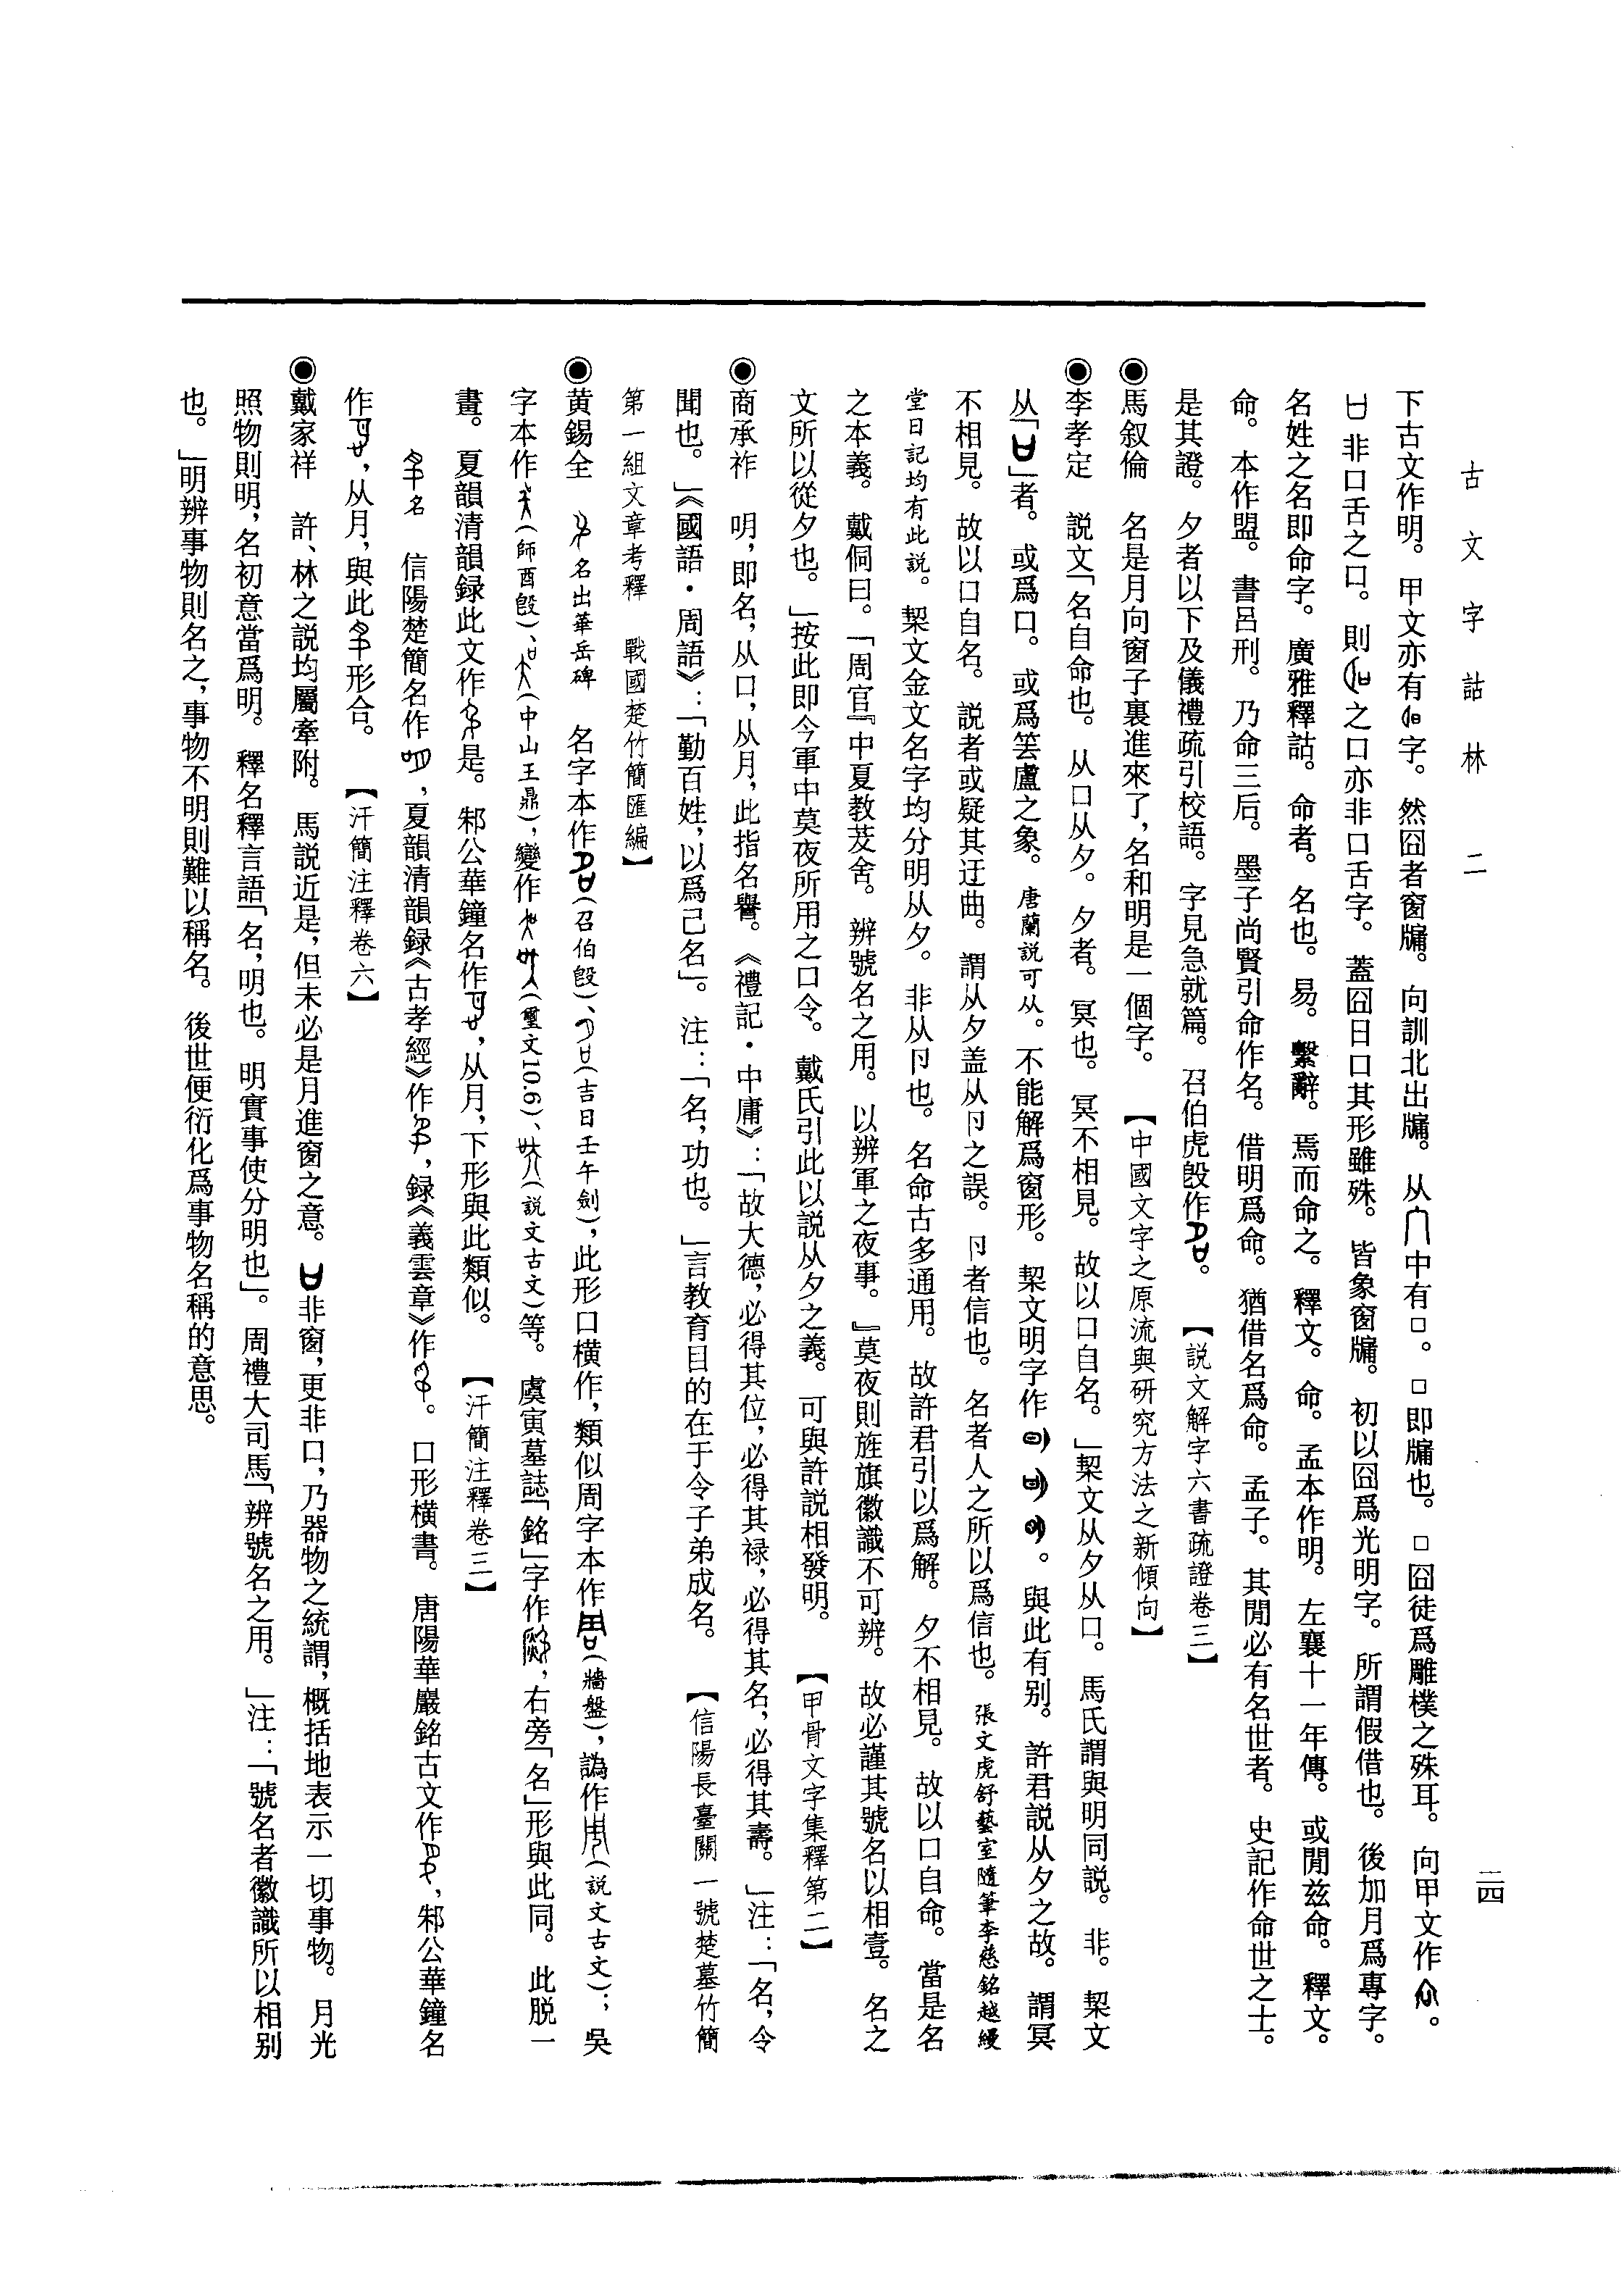 古文字詁林 二
二四
下古文作明。甲文亦有字。然囧者窗牖。向訓北出牖。从中有口。口即牖也。口囧徒爲雕樸之殊耳。向甲文作。
非口舌之口。則之口亦非口舌字。蓋囧日口其形雖殊。皆象窗牖。初以囧爲光明字。所謂假借也。後加月爲專字。
名姓之名即命字。廣雅釋詁。命者。名也。易。繫辭。焉而命之。釋文。命。孟本作明。左襄十一年傳。或閒兹命。釋文。
命。本作盟。書呂刑。乃命三后。墨子尚賢引命作名。借明爲命。猶借名爲命。孟子。其閒必有名世者。史記作命世之士。
是其證。夕者以下及儀禮疏引校語。字見急就篇。召伯虎𣪘作。【説文解字六書疏證卷三】
◉馬叙倫 名是月向窗子裏進來了，名和明是一個字。【中國文字之原流與研究方法之新傾向】
◉李孝定 説文「名自命也。从口从夕。夕者。冥也。冥不相見。故以口自名。」栔文从夕从口。馬氏謂與明同説。非。栔文
从「」者。或爲口。或爲笑盧之象。唐蘭説可从。不能解爲窗形。栔文明字作。與此有别。許君説从夕之故。謂冥
不相見。故以口自名。説者或疑其迂曲。謂从夕盖从卪之誤。卪者信也。名者人之所以爲信也。張文虎舒藝室隨筆李慈銘越縵
堂日記均有此説。栔文金文名字均分明从夕。非从卪也。名命古多通用。故許君引以爲解。夕不相見。故以口自命。當是名
之本義。戴侗曰。「周官『中夏教茇舍。辨號名之用。以辨軍之夜事。』莫夜則旌旗徽識不可辨。故必謹其號名以相壹。名之
文所以從夕也。」按此即今軍中莫夜所用之口令。戴氏引此以説从夕之義。可與許説相發明。【甲骨文字集釋第二】
◉商承祚 明，即名，从口，从月，此指名譽。《禮記·中庸》：「故大德，必得其位，必得其禄，必得其名，必得其壽。」注：「名，令
聞也。」《國語·周語》：「勤百姓，以爲己名」。注：「名，功也。」言教育目的在于令子弟成名。【信陽長臺關一號楚墓竹簡
第一組文章考釋 戰國楚竹簡匯編】
◉黄錫全 名出華岳碑 名字本作（召伯𣪘）、（吉日壬午劍），此形口横作，類似周字本作（牆盤），譌作（説文古文）；吳
字本作（師酉𣪘）、（中山王鼎），變作（璽文10.6）、（説文古文）等。虞寅墓誌「銘」字作，右旁「名」形與此同。此脱一
畫。夏韻清韻録此文作是。邾公華鐘名作，从月，下形與此類似。【汗簡注釋卷三】
名 信陽楚簡名作，夏韻清韻録《古孝經》作，録《義雲章》作。口形横書。唐陽華巖銘古文作，邾公華鐘名
作，从月，與此形合。【汗簡注釋卷六】
◉戴家祥 許、林之説均屬牽附。馬説近是，但未必是月進窗之意。非窗，更非口，乃器物之統謂，概括地表示一切事物。月光
照物則明，名初意當爲明。釋名釋言語「名，明也。明實事使分明也」。周禮大司馬「辨號名之用。」注：「號名者徽識所以相别
也。」明辨事物則名之，事物不明則難以稱名。後世便衍化爲事物名稱的意思。